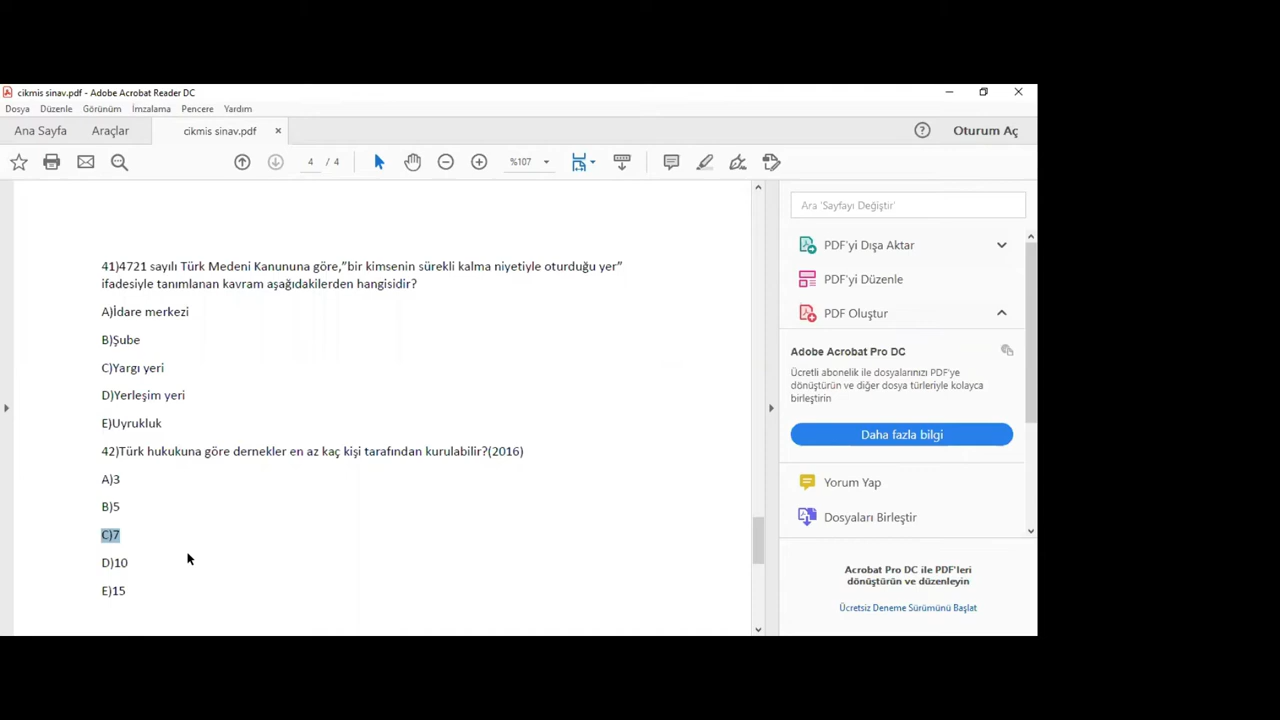 cikmis sinav.pdf - Adobe Acrobat Reader DC
Dosya Düzenle Görünüm İmzalama Pencere Yardım
Ana Sayfa Araçlar cikmis sinav.pdf × Oturum Aç
4 / 4 %107
41)4721 sayılı Türk Medeni Kanununa göre,”bir kimsenin sürekli kalma niyetiyle oturduğu yer”
ifadesiyle tanımlanan kavram aşağıdakilerden hangisidir?
A)İdare merkezi
B)Şube
C)Yargı yeri
D)Yerleşim yeri
E)Uyrukluk
42)Türk hukukuna göre dernekler en az kaç kişi tarafından kurulabilir?(2016)
A)3
B)5
C)7
D)10
E)15
Ara 'Sayfayı Değiştir'
PDF'yi Dışa Aktar
PDF'yi Düzenle
PDF Oluştur
Adobe Acrobat Pro DC
Ücretli abonelik ile dosyalarınızı PDF'ye
dönüştürün ve diğer dosya türleriyle kolayca
birleştirin
Daha fazla bilgi
Yorum Yap
Dosyaları Birleştir
Acrobat Pro DC ile PDF'leri
dönüştürün ve düzenleyin
Ücretsiz Deneme Sürümünü Başlat